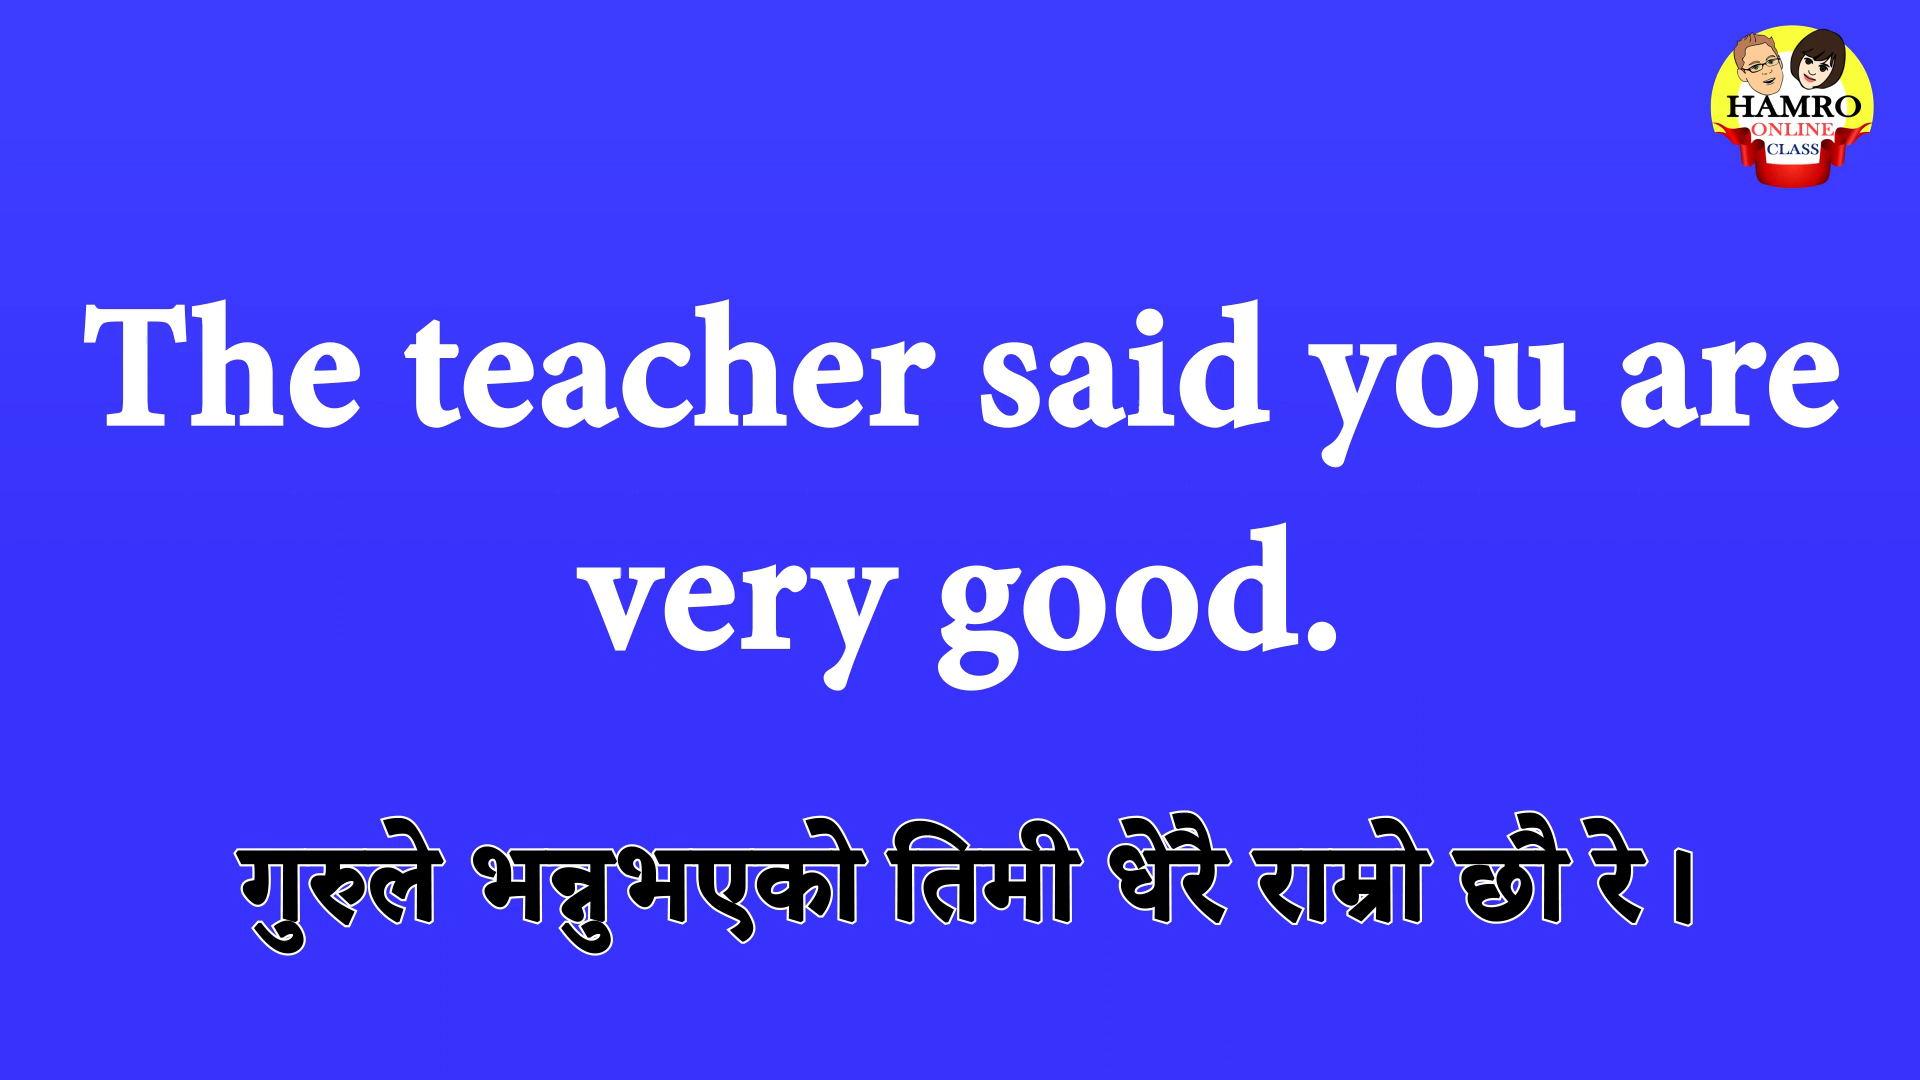 HAMRO
ONLINE
CLASS
The teacher said you are
very good.
गुरुले भन्नुभएको तिमी धेरै राम्रो छौ रे ।